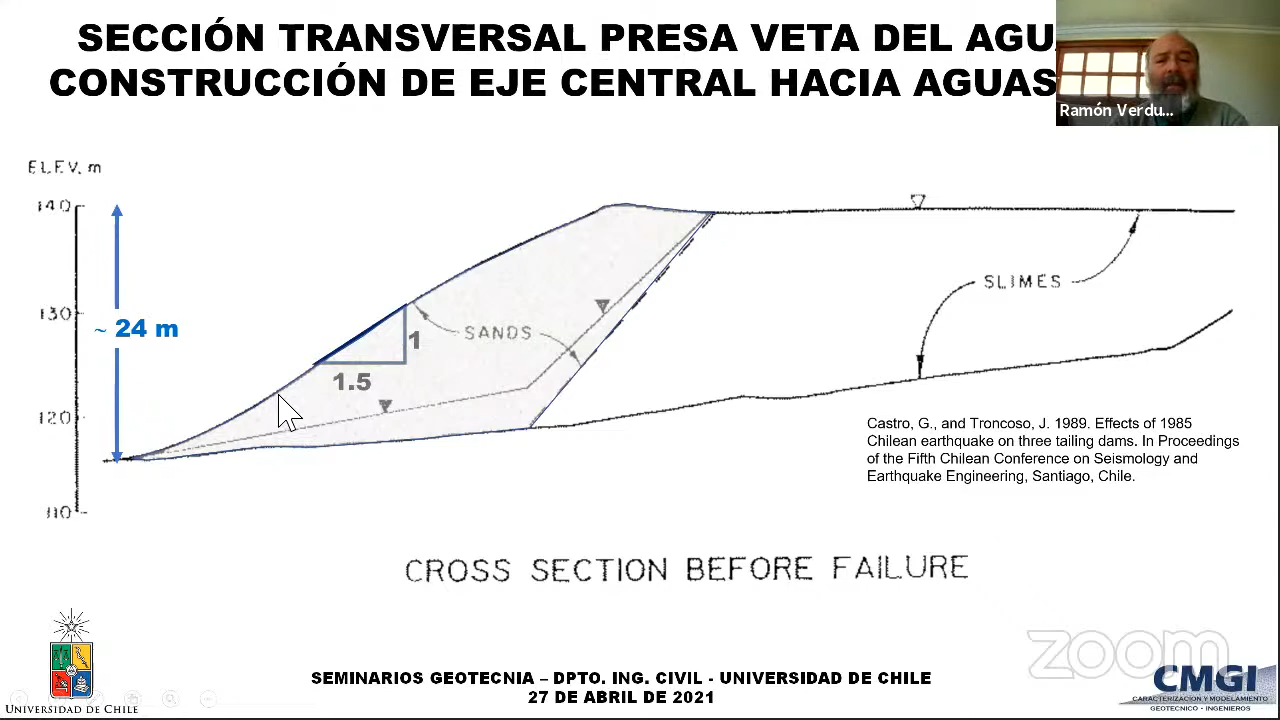 SECCIÓN TRANSVERSAL PRESA VETA DEL AGU
CONSTRUCCIÓN DE EJE CENTRAL HACIA AGUAS
Ramón Verdu...
ELEV. m
140
130
120
110
~ 24 m
1
1.5
SANDS
SLIMES
Castro, G., and Troncoso, J. 1989. Effects of 1985
Chilean earthquake on three tailing dams. In Proceedings
of the Fifth Chilean Conference on Seismology and
Earthquake Engineering, Santiago, Chile.
CROSS SECTION BEFORE FAILURE
UNIVERSIDAD DE CHILE
SEMINARIOS GEOTECNIA – DPTO. ING. CIVIL - UNIVERSIDAD DE CHILE
27 DE ABRIL DE 2021
zoom
CMGI
CARACTERIZACIÓN Y MODELAMIENTO
GEOTÉCNICO - INGENIEROS